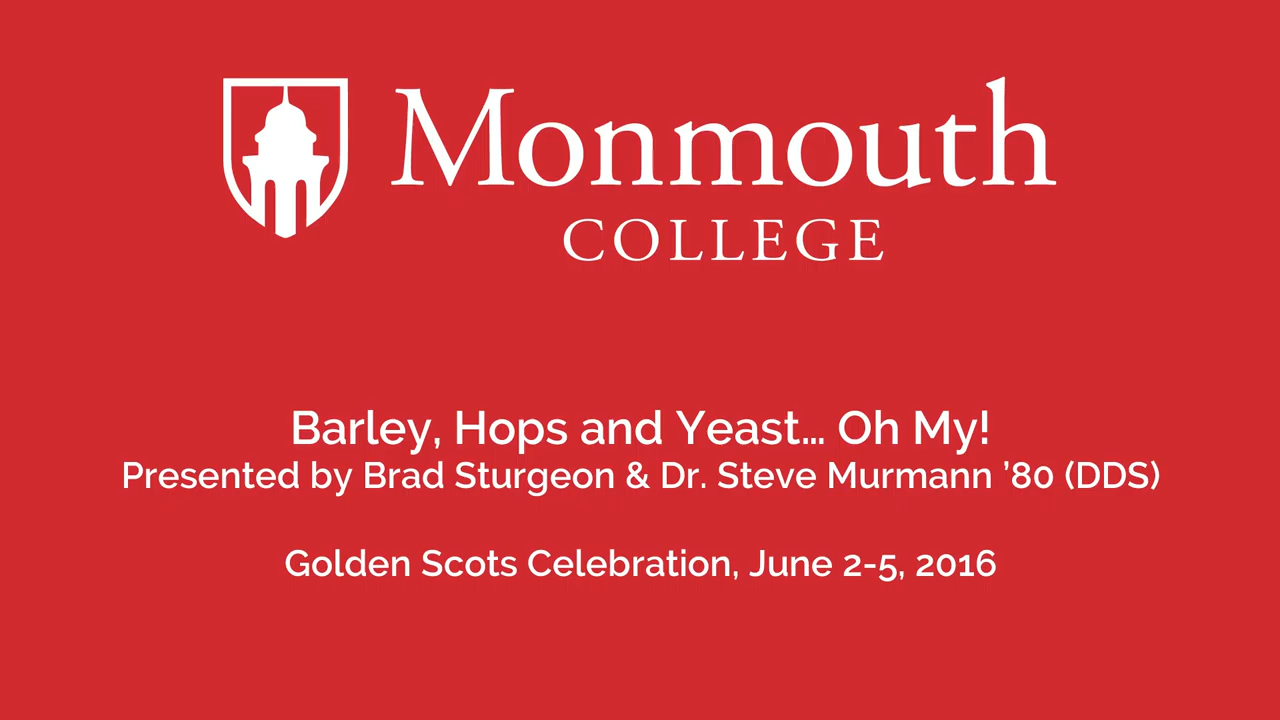 Monmouth
COLLEGE
Barley, Hops and Yeast... Oh My!
Presented by Brad Sturgeon & Dr. Steve Murmann ’80 (DDS)
Golden Scots Celebration, June 2-5, 2016